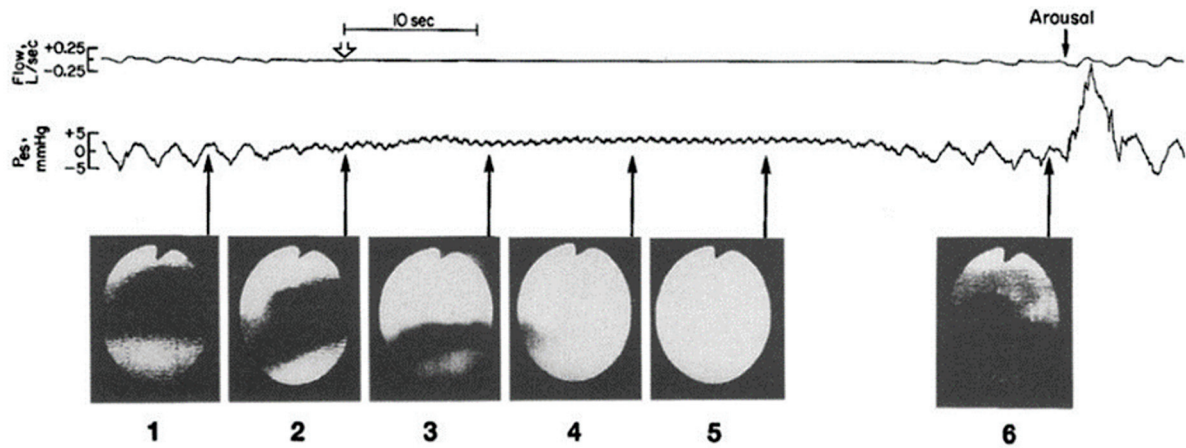 10 sec
Arousal
Flow, L/sec
+0.25
-0.25
Pes, mmHg
+5
0
-5
1 2 3 4 5 6